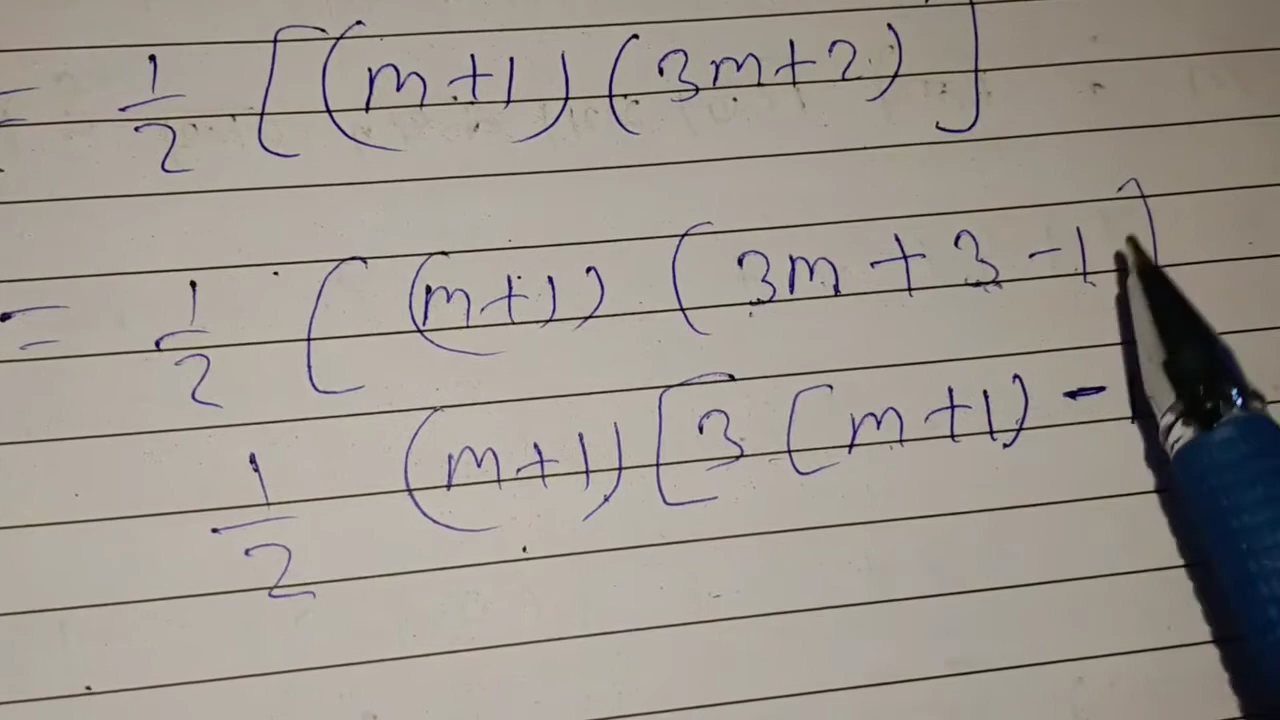 = 1/2 [(m+1) (3m+2)]
= 1/2 [(m+1) (3m+3-1]
1/2 (m+1) [3(m+1) -